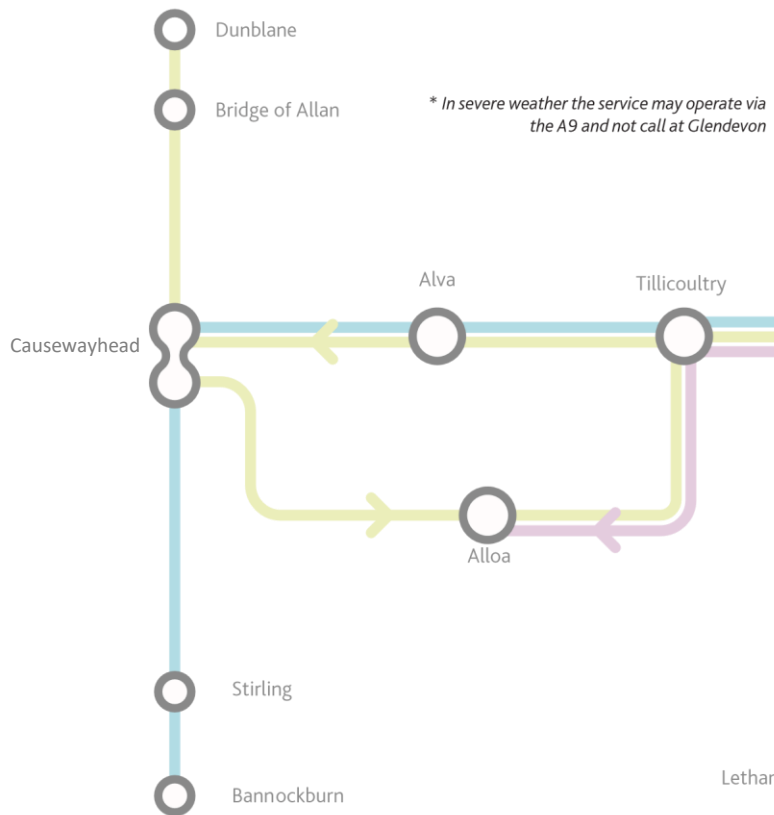 Dunblane
Bridge of Allan
* In severe weather the service may operate via
the A9 and not call at Glendevon
Alva
Tillicoultry
Causewayhead
Alloa
Stirling
Bannockburn